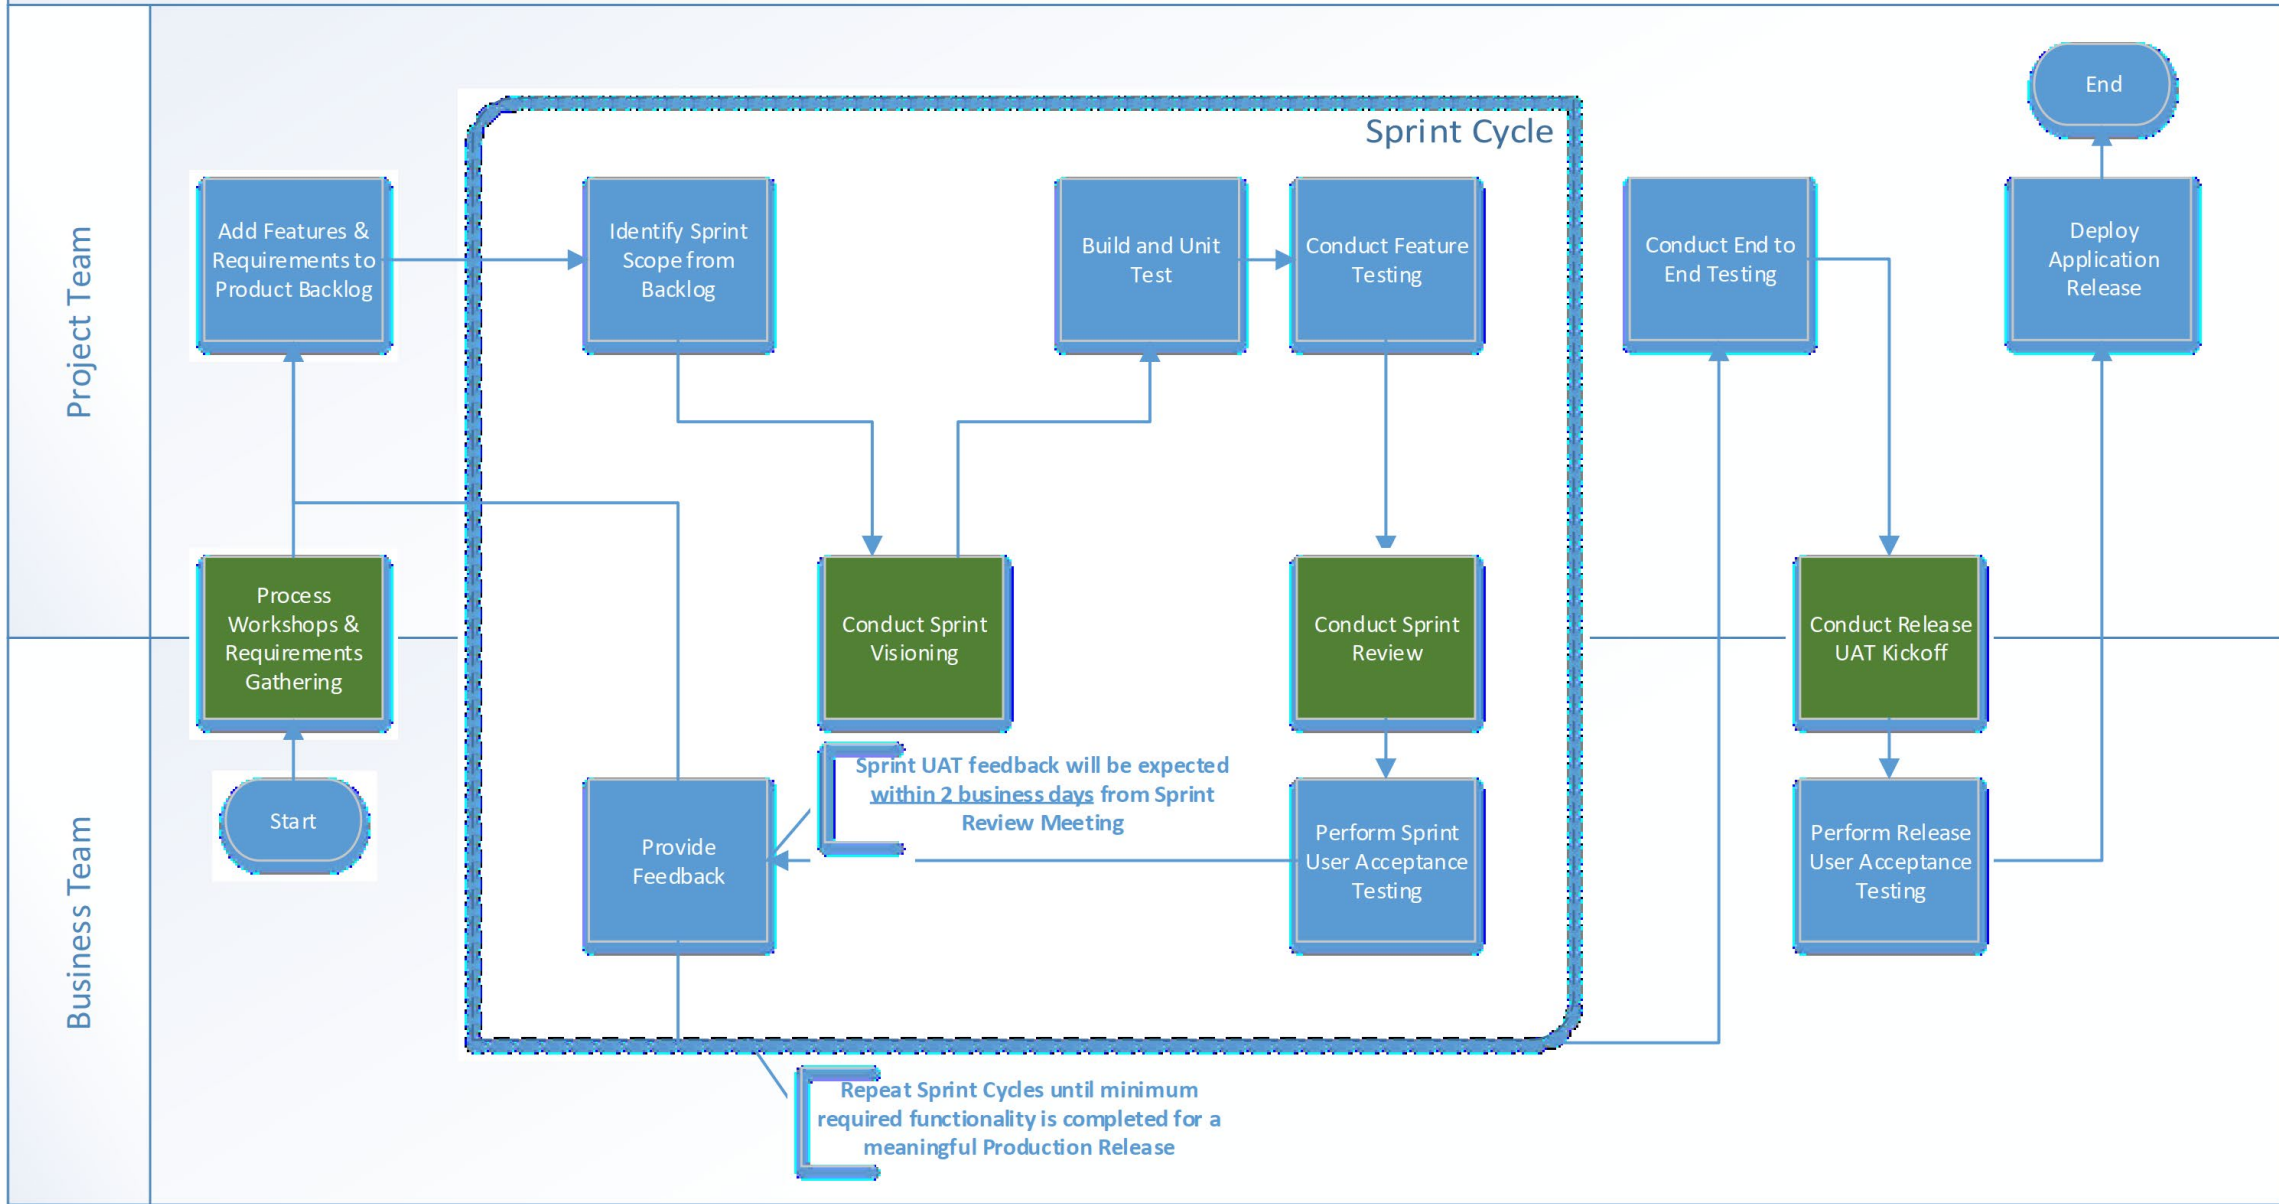 Project Team
Business Team
Sprint Cycle
End
Add Features &
Requirements to
Product Backlog
Identify Sprint
Scope from
Backlog
Build and Unit
Test
Conduct Feature
Testing
Conduct End to
End Testing
Deploy
Application
Release
Process
Workshops &
Requirements
Gathering
Conduct Sprint
Visioning
Conduct Sprint
Review
Conduct Release
UAT Kickoff
Start
Provide
Feedback
Sprint UAT feedback will be expected
within 2 business days from Sprint
Review Meeting
Perform Sprint
User Acceptance
Testing
Perform Release
User Acceptance
Testing
Repeat Sprint Cycles until minimum
required functionality is completed for a
meaningful Production Release